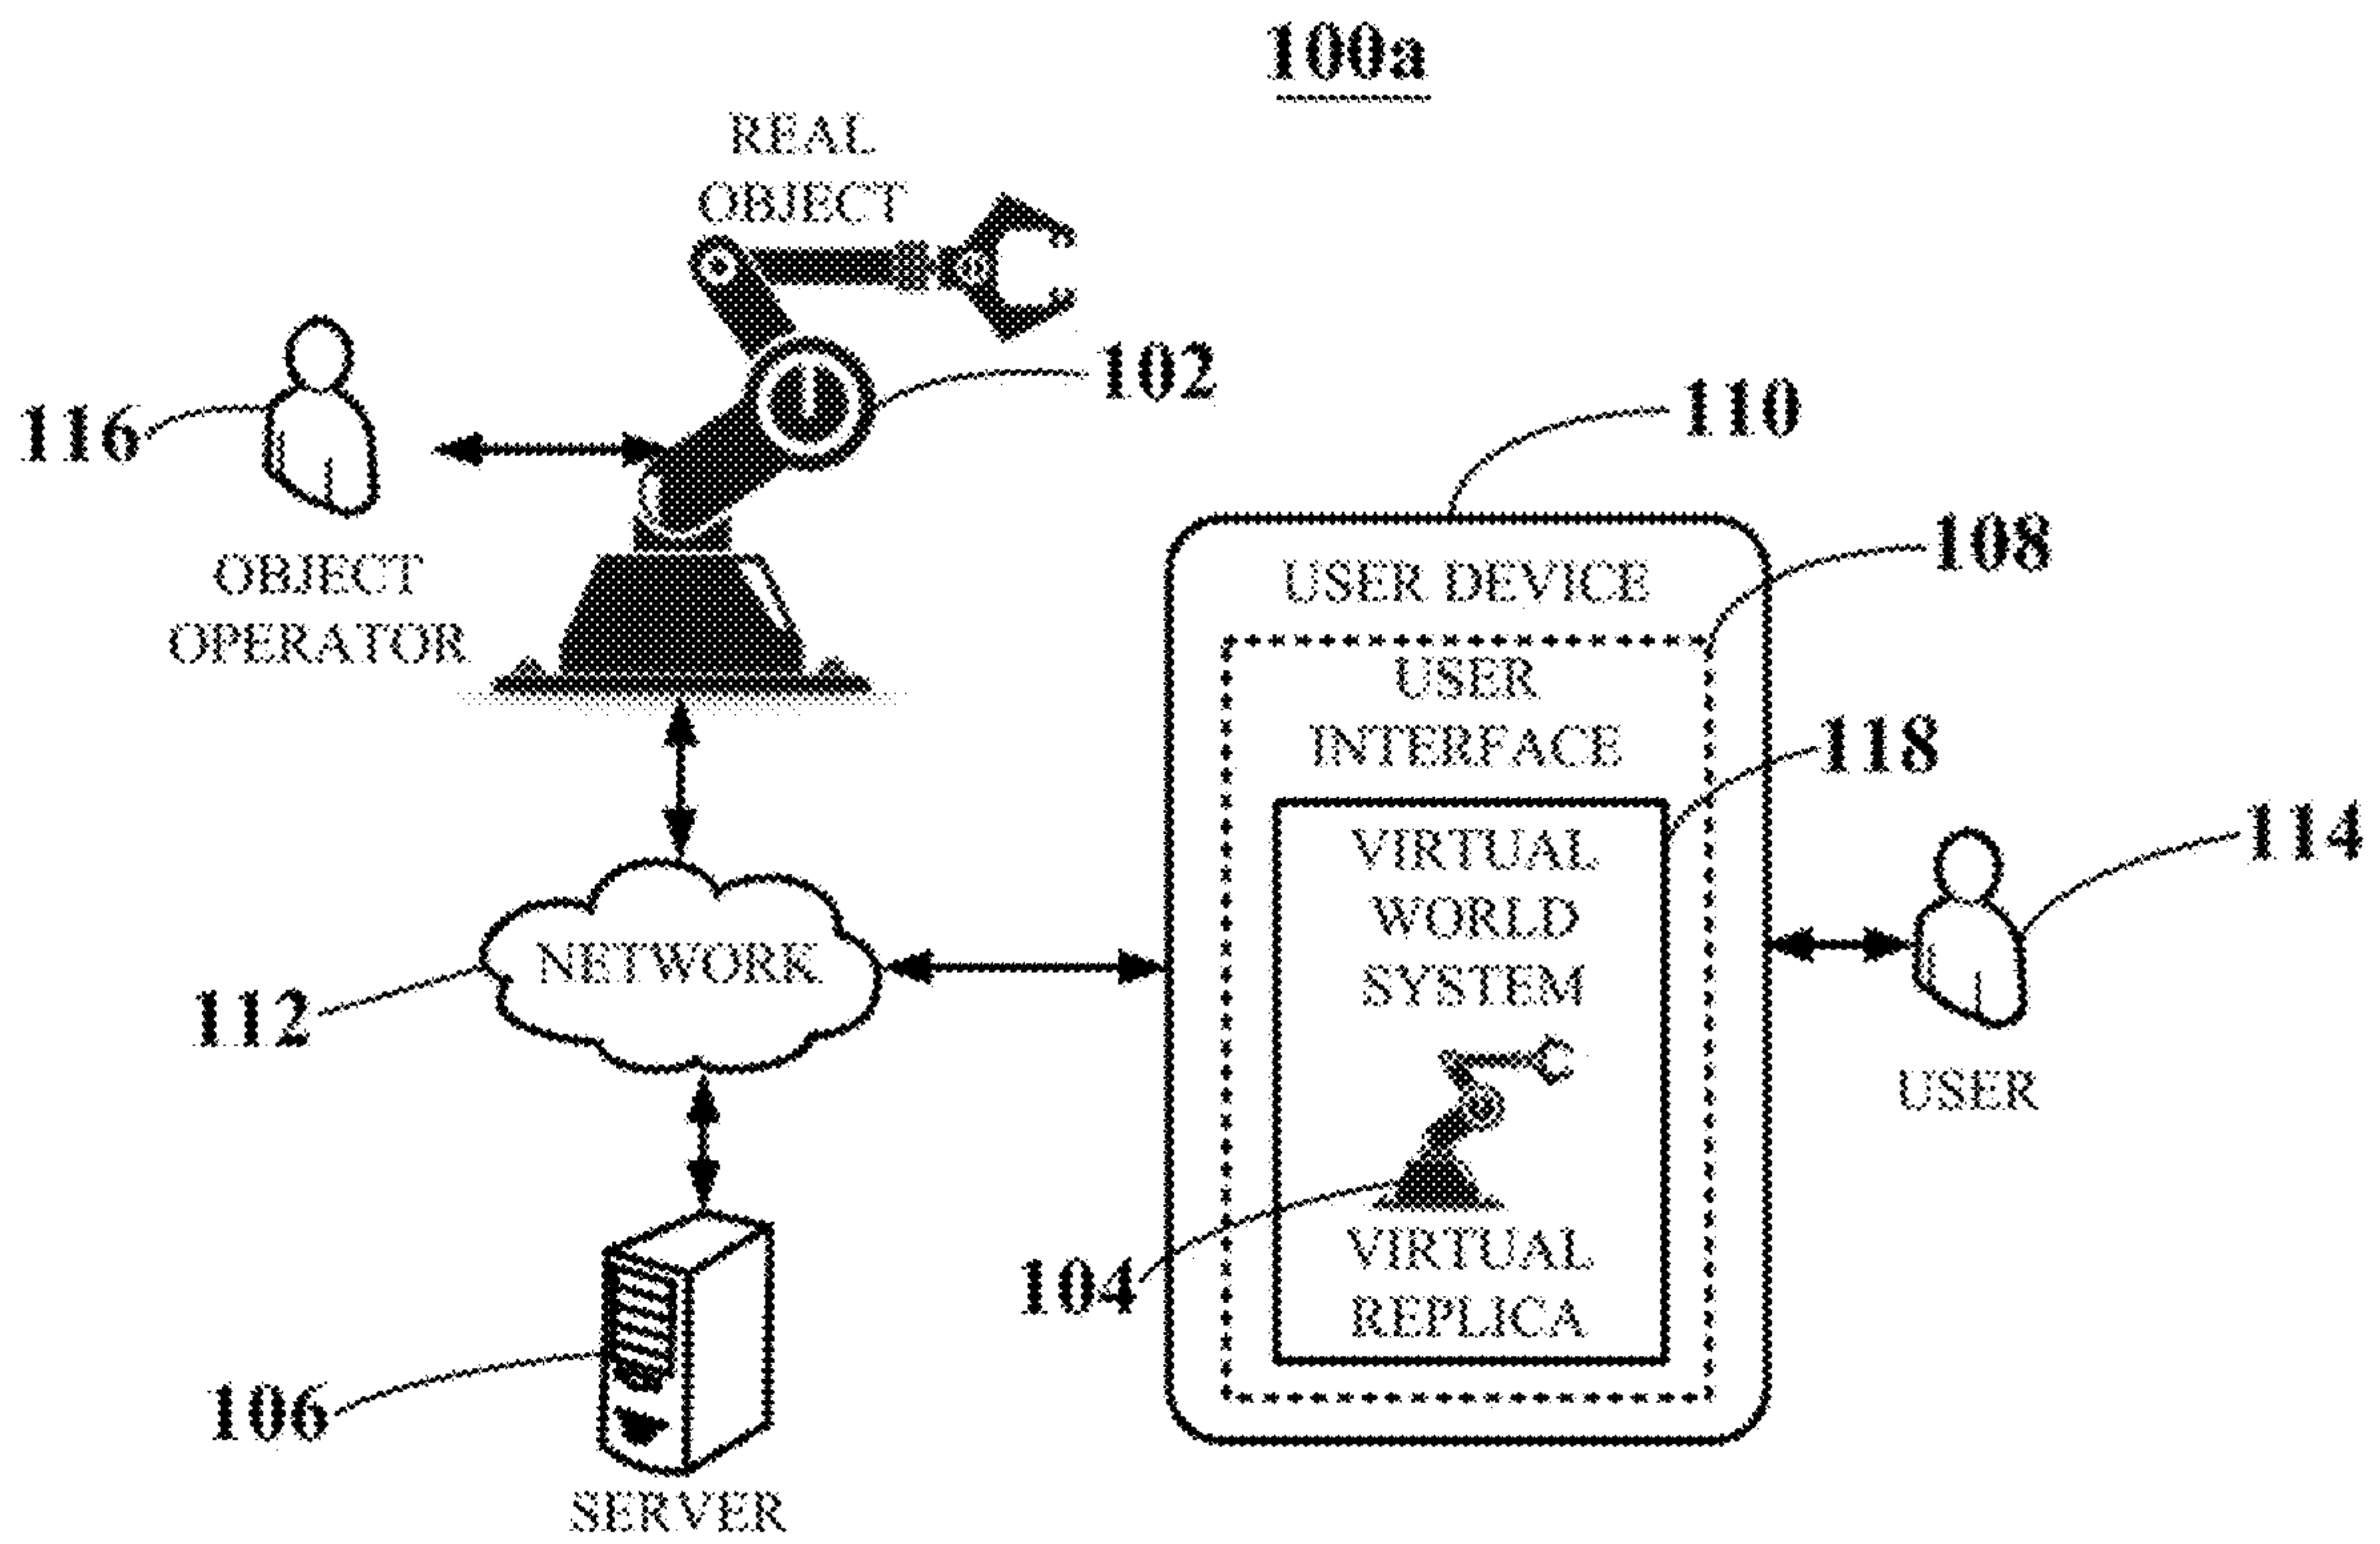 100a
REAL
OBJECT
102
116
OBJECT
OPERATOR
110
USER DEVICE
108
USER
INTERFACE
118
VIRTUAL
WORLD
SYSTEM
114
NETWORK
112
USER
104
VIRTUAL
REPLICA
106
SERVER